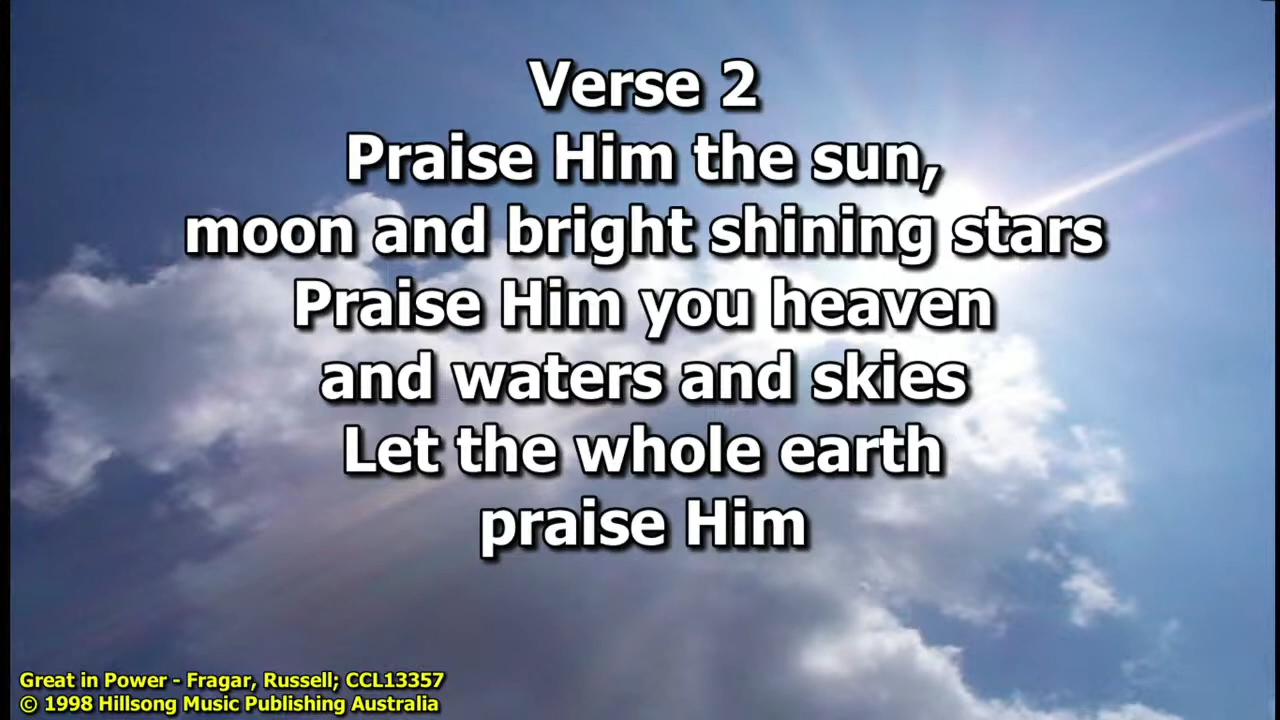 Verse 2
Praise Him the sun,
moon and bright shining stars
Praise Him you heaven
and waters and skies
Let the whole earth
praise Him
Great in Power - Fragar, Russell; CCL13357
© 1998 Hillsong Music Publishing Australia